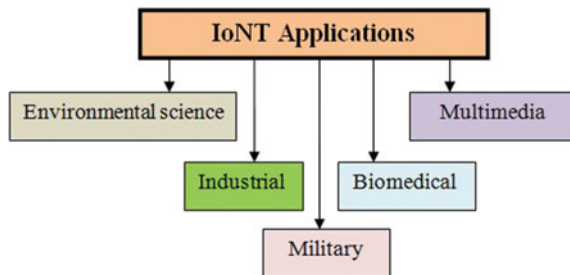 IoNT Applications
Environmental science
Multimedia
Industrial
Biomedical
Military